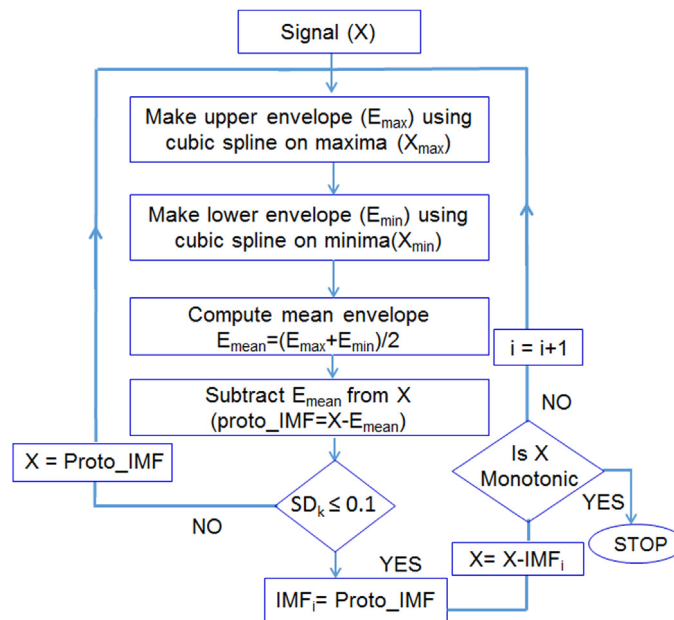 Signal (X)
Make upper envelope (Emax) using
cubic spline on maxima (Xmax)
Make lower envelope (Emin) using
cubic spline on minima(Xmin)
Compute mean envelope
Emean=(Emax+Emin)/2
Subtract Emean from X
(proto_IMF=X-Emean)
X = Proto_IMF
SDk ≤ 0.1
NO
YES
IMFi= Proto_IMF
X= X-IMFi
Is X
Monotonic
YES
STOP
NO
i = i+1